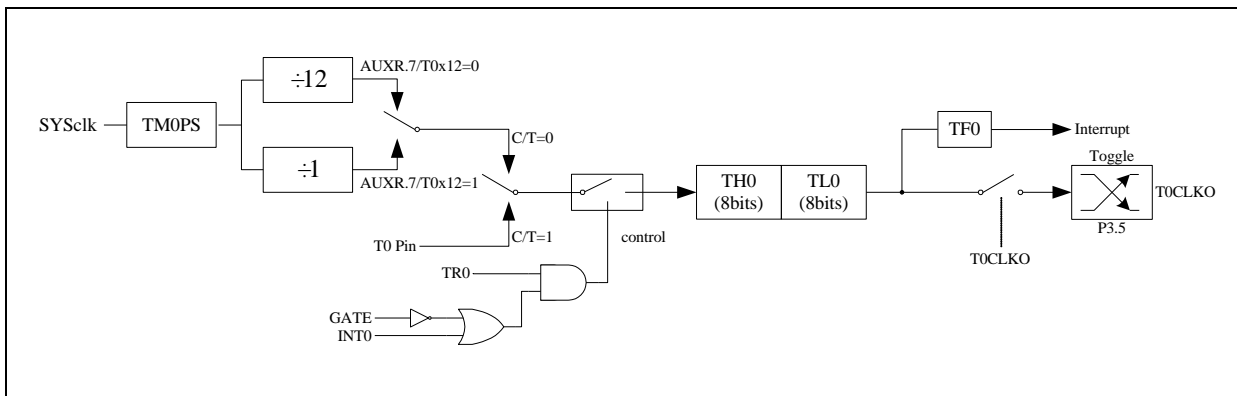 AUXR.7/T0x12=0
÷12
SYSclk
TM0PS
C/T=0
÷1
AUXR.7/T0x12=1
TF0
Interrupt
Toggle
TH0
(8bits)
TL0
(8bits)
T0CLKO
P3.5
T0 Pin
C/T=1
control
T0CLKO
TR0
GATE
INT0